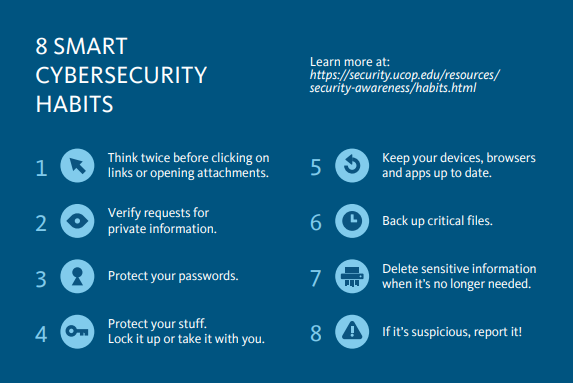 8 SMART
CYBERSECURITY
HABITS
Learn more at:
https://security.ucop.edu/resources/
security-awareness/habits.html
1
Think twice before clicking on
links or opening attachments.
2
Verify requests for
private information.
3
Protect your passwords.
4
Protect your stuff.
Lock it up or take it with you.
5
Keep your devices, browsers
and apps up to date.
6
Back up critical files.
7
Delete sensitive information
when it’s no longer needed.
8
If it’s suspicious, report it!